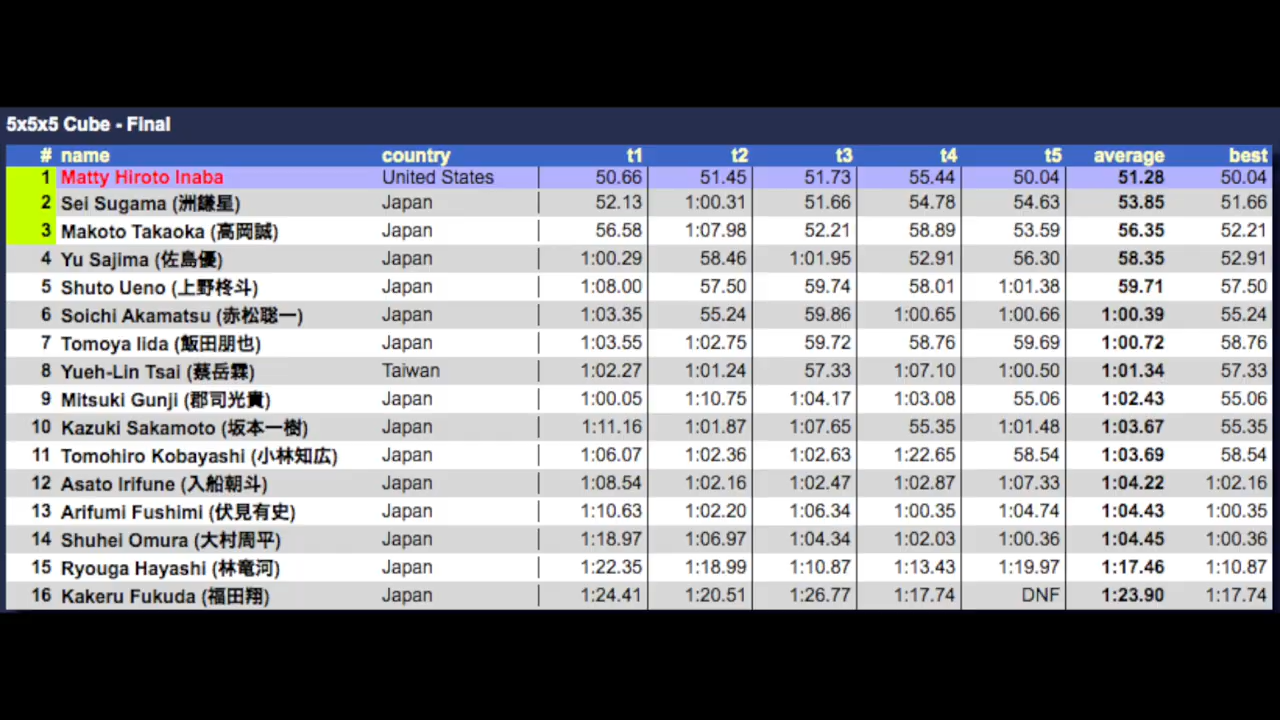 5x5x5 Cube - Final
# name country t1 t2 t3 t4 t5 average best
1 Matty Hiroto Inaba United States | 50.66 51.45 51.73 55.44 50.04 51.28 50.04
2 Sei Sugama (洲鎌星) Japan | 52.13 1:00.31 51.66 54.78 54.63 53.85 51.66
3 Makoto Takaoka (高岡誠) Japan | 56.58 1:07.98 52.21 58.89 53.59 56.35 52.21
4 Yu Sajima (佐島優) Japan | 1:00.29 58.46 1:01.95 52.91 56.30 58.35 52.91
5 Shuto Ueno (上野柊斗) Japan | 1:08.00 57.50 59.74 58.01 1:01.38 59.71 57.50
6 Soichi Akamatsu (赤松聡一) Japan | 1:03.35 55.24 59.86 1:00.65 1:00.66 1:00.39 55.24
7 Tomoya Iida (飯田朋也) Japan | 1:03.55 1:02.75 59.72 58.76 59.69 1:00.72 58.76
8 Yueh-Lin Tsai (蔡岳霖) Taiwan | 1:02.27 1:01.24 57.33 1:07.10 1:00.50 1:01.34 57.33
9 Mitsuki Gunji (郡司光貴) Japan | 1:00.05 1:10.75 1:04.17 1:03.08 55.06 1:02.43 55.06
10 Kazuki Sakamoto (坂本一樹) Japan | 1:11.16 1:01.87 1:07.65 55.35 1:01.48 1:03.67 55.35
11 Tomohiro Kobayashi (小林知広) Japan | 1:06.07 1:02.36 1:02.63 1:22.65 58.54 1:03.69 58.54
12 Asato Irifune (入船朝斗) Japan | 1:08.54 1:02.16 1:02.47 1:02.87 1:07.33 1:04.22 1:02.16
13 Arifumi Fushimi (伏見有史) Japan | 1:10.63 1:02.20 1:06.34 1:00.35 1:04.74 1:04.43 1:00.35
14 Shuhei Omura (大村周平) Japan | 1:18.97 1:06.97 1:04.34 1:02.03 1:00.36 1:04.45 1:00.36
15 Ryouga Hayashi (林竜河) Japan | 1:22.35 1:18.99 1:10.87 1:13.43 1:19.97 1:17.46 1:10.87
16 Kakeru Fukuda (福田翔) Japan | 1:24.41 1:20.51 1:26.77 1:17.74 DNF 1:23.90 1:17.74